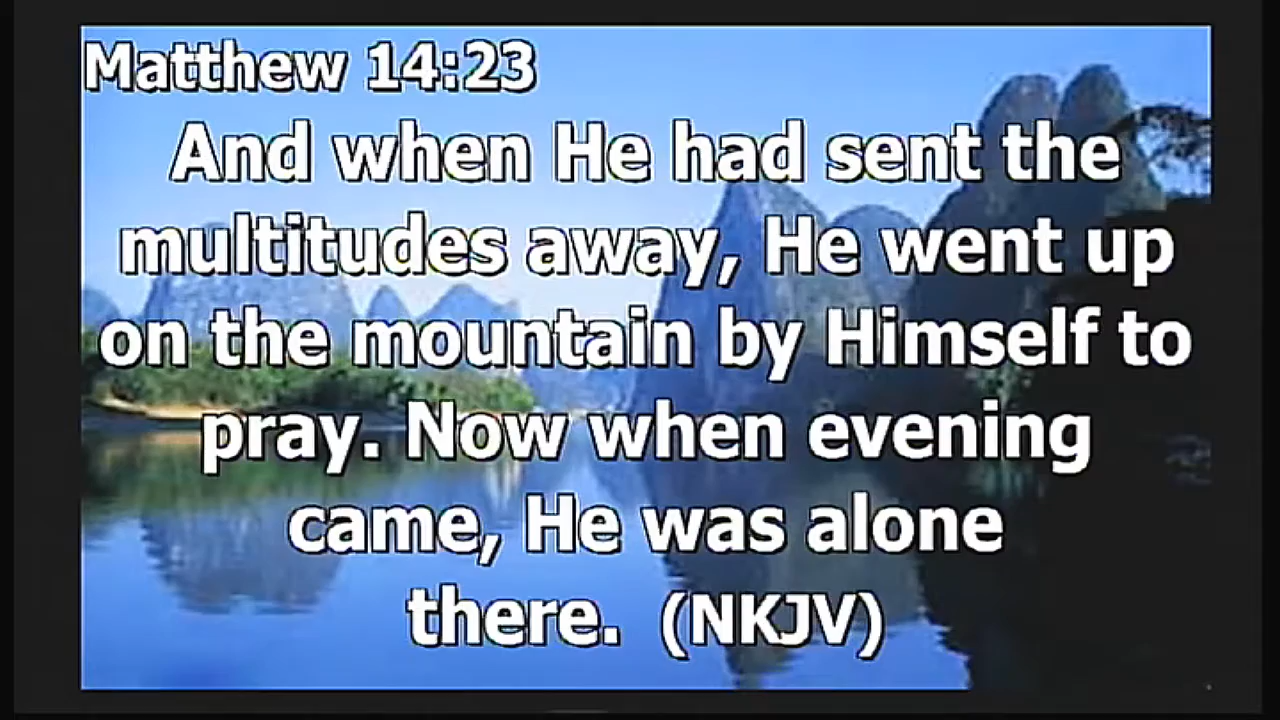 Matthew 14:23
And when He had sent the
multitudes away, He went up
on the mountain by Himself to
pray. Now when evening
came, He was alone
there. (NKJV)